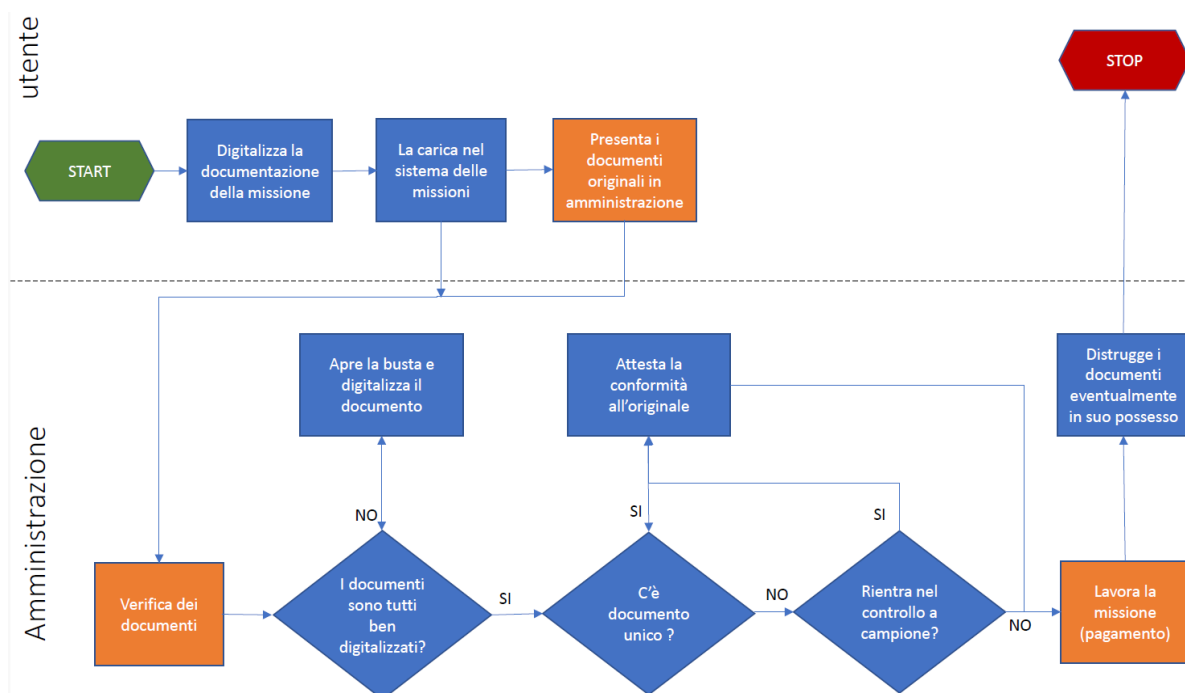 utente
STOP
START
Digitalizza la
documentazione
della missione
La carica nel
sistema delle
missioni
Presenta i
documenti
originali in
amministrazione
Amministrazione
Apre la busta e
digitalizza il
documento
Attesta la
conformità
all'originale
Distrugge i
documenti
eventualmente
in suo possesso
NO
SI
SI
Verifica dei
documenti
I documenti
sono tutti
ben
digitalizzati?
SI
C'è
documento
unico ?
NO
Rientra nel
controllo a
campione?
NO
Lavora la
missione
(pagamento)